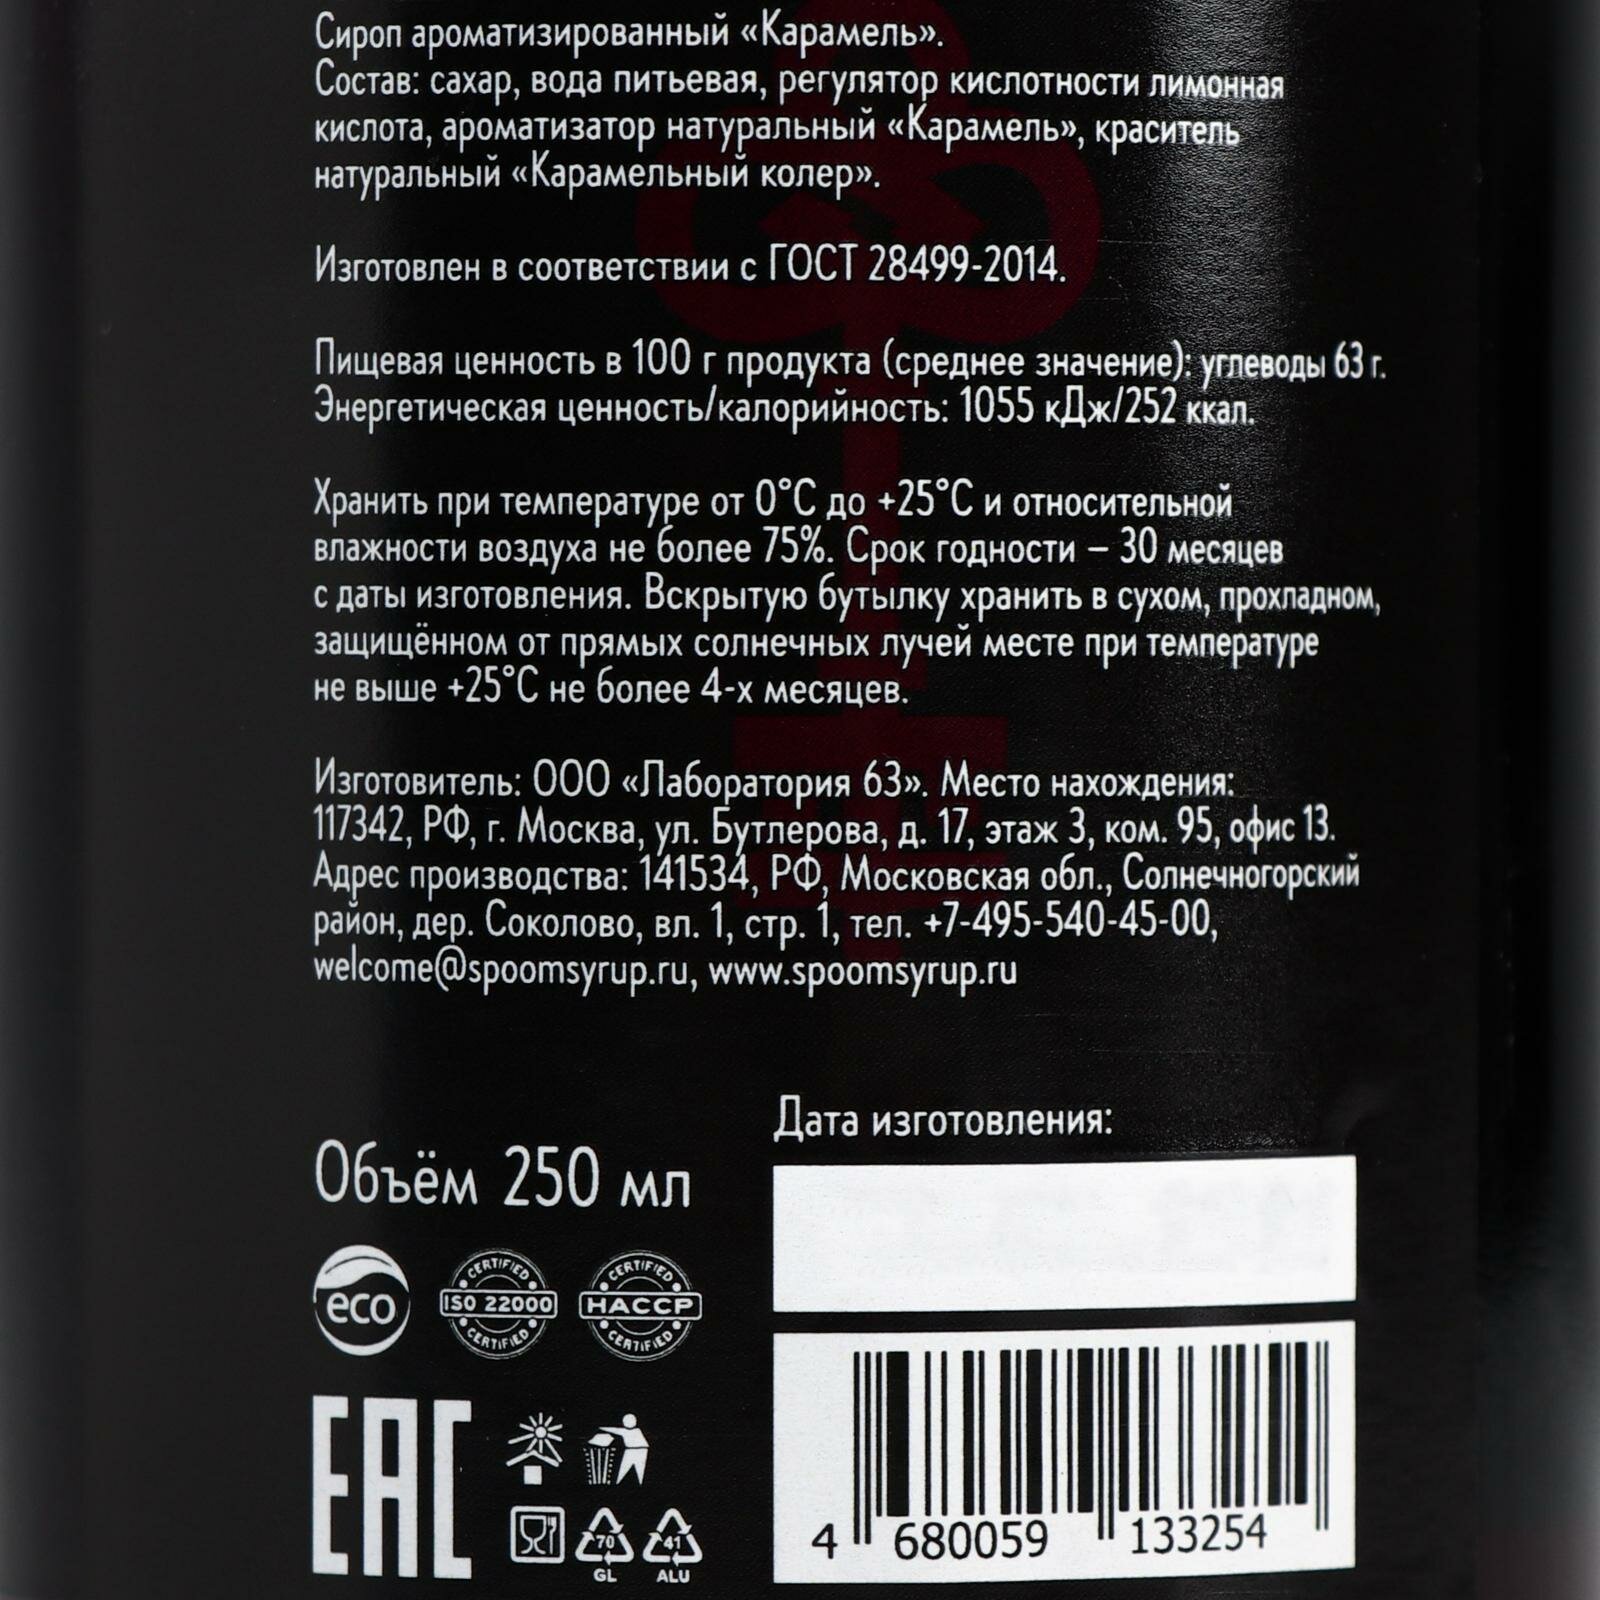 Сироп ароматизированный «Карамель».
Состав: сахар, вода питьевая, регулятор кислотности лимонная
кислота, ароматизатор натуральный «Карамель», краситель
натуральный «Карамельный колер».
Изготовлен в соответствии с ГОСТ 28499-2014.
Пищевая ценность в 100 г продукта (среднее значение): углеводы 63 г.
Энергетическая ценность/калорийность: 1055 кДж/252 ккал.
Хранить при температуре от 0°C до +25°C и относительной
влажности воздуха не более 75%. Срок годности – 30 месяцев
с даты изготовления. Вскрытую бутылку хранить в сухом, прохладном,
защищённом от прямых солнечных лучей месте при температуре
не выше +25°C не более 4-х месяцев.
Изготовитель: ООО «Лаборатория 63». Место нахождения:
117342, РФ, г. Москва, ул. Бутлерова, д. 17, этаж 3, ком. 95, офис 13.
Адрес производства: 141534, РФ, Московская обл., Солнечногорский
район, дер. Соколово, вл. 1, стр. 1, тел. +7-495-540-45-00,
welcome@spoomsyrup.ru, www.spoomsyrup.ru
Дата изготовления:
Объём 250 мл
eco
CERTIFIED
ISO 22000
CERTIFIED
CERTIFIED
HACCP
CERTIFIED
EAC
70
GL
41
ALU
4 680059 133254